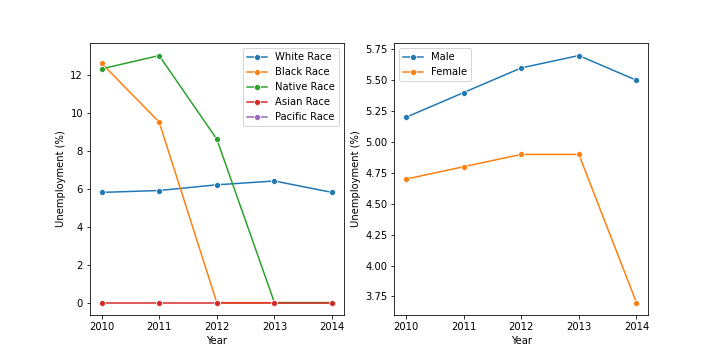 White Race
Black Race
Native Race
Asian Race
Pacific Race
12
10
8
6
4
2
0
Unemployment (%)
2010 2011 2012 2013 2014
Year
Male
Female
5.75
5.50
5.25
5.00
4.75
4.50
4.25
4.00
3.75
Unemployment (%)
2010 2011 2012 2013 2014
Year